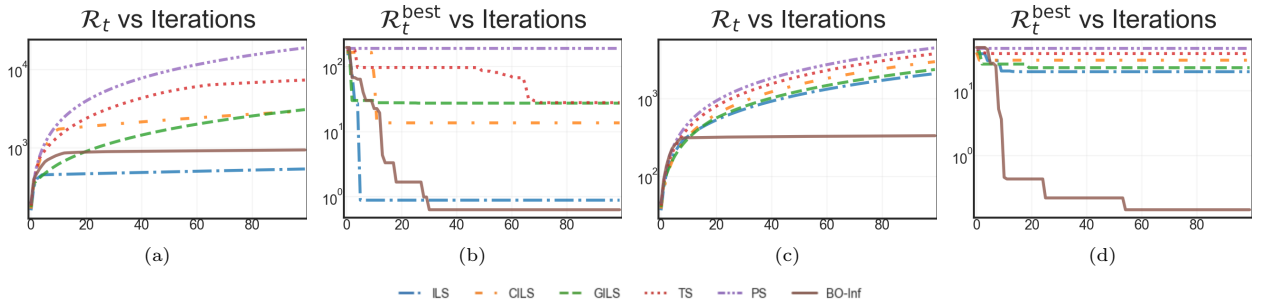 R_t vs Iterations
10^4
10^3
0 20 40 60 80
(a)
R_t^best vs Iterations
10^2
10^1
10^0
0 20 40 60 80
(b)
R_t vs Iterations
10^3
10^2
0 20 40 60 80
(c)
R_t^best vs Iterations
10^1
10^0
0 20 40 60 80
(d)
ILS CILS GILS TS PS BO-Inf